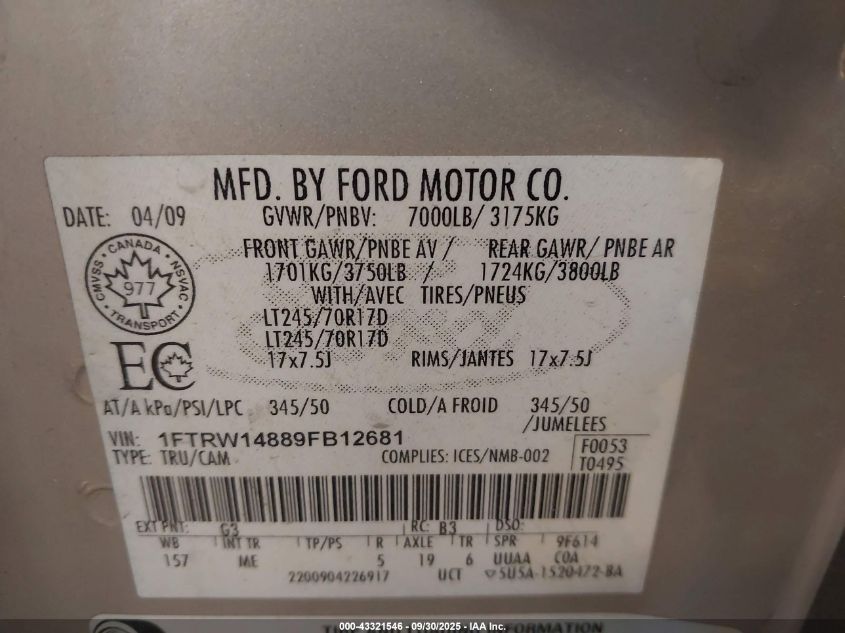 MFD. BY FORD MOTOR CO.
DATE: 04/09 GVWR/PNBV: 7000LB/ 3175KG
FRONT GAWR/PNBE AV / REAR GAWR/ PNBE AR
1701KG/3750LB / 1724KG/3800LB
WITH/AVEC TIRES/PNEUS
LT245/70R17D
LT245/70R17D
17x7.5J RIMS/JANTES 17x7.5J
CANADA
CMVSS NSVAC
977
TRANSPORT
EC
AT/A kPa/PSI/LPC 345/50 COLD/A FROID 345/50
/JUMELEES
VIN: 1FTRW14889FB12681
F0053
TYPE: TRU/CAM COMPLIES: ICES/NMB-002
T0495
EXT PNT: G3 RC: B3 DSO:
WB INT TR TP/PS R AXLE TR SPR 9F614
157 ME 5 19 6 UUAA COA
2200904226917 UCT 5U5A-1520472-BA
000-43321546 - 09/30/2025 - IAA Inc.